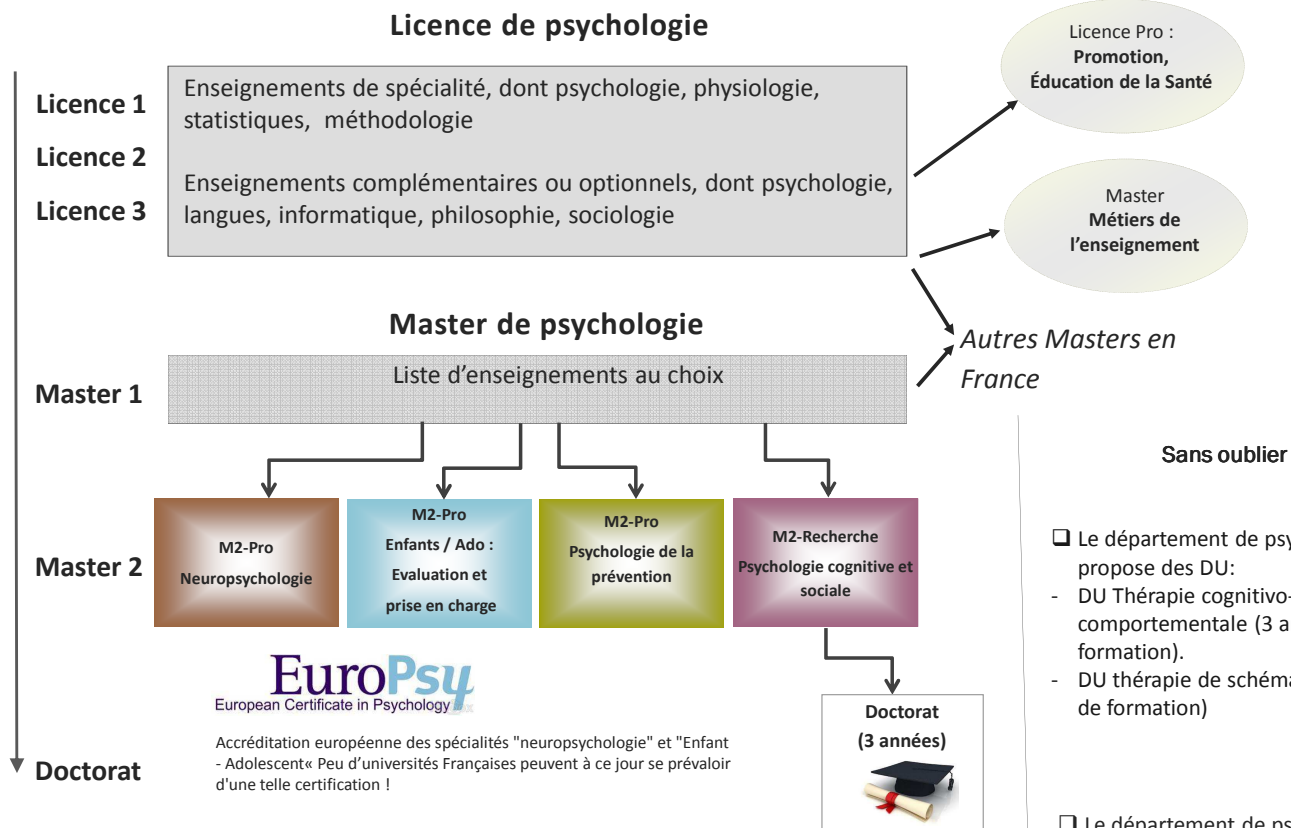 Licence de psychologie
Licence 1
Licence 2
Licence 3
Enseignements de spécialité, dont psychologie, physiologie,
statistiques, méthodologie
Enseignements complémentaires ou optionnels, dont psychologie,
langues, informatique, philosophie, sociologie
Licence Pro :
Promotion,
Éducation de la Santé
Master
Métiers de
l’enseignement
Autres Masters en
France
Master de psychologie
Master 1
Liste d’enseignements au choix
Master 2
M2-Pro
Neuropsychologie
M2-Pro
Enfants / Ado :
Evaluation et
prise en charge
M2-Pro
Psychologie de la
prévention
M2-Recherche
Psychologie cognitive et
sociale
EuroPsy
European Certificate in Psychology
Accréditation européenne des spécialités "neuropsychologie" et "Enfant
- Adolescent« Peu d’universités Françaises peuvent à ce jour se prévaloir
d'une telle certification !
Doctorat
Doctorat
(3 années)
Sans oublier
❑ Le département de psy
propose des DU:
- DU Thérapie cognitivo-
comportementale (3 a
formation).
- DU thérapie de schéma
de formation)
❑ Le département de ps